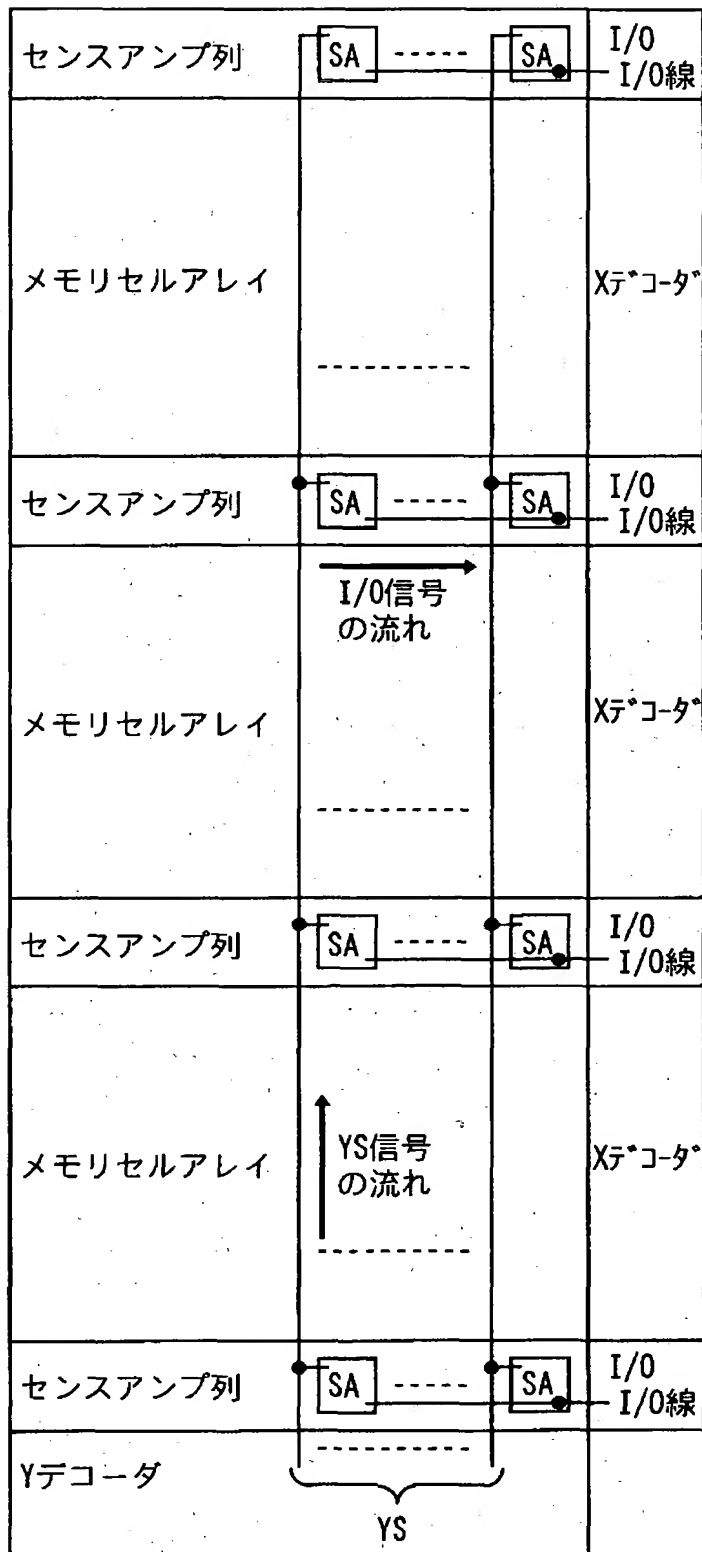 センスアンプ列 SA SA I/O
I/O線
メモリセルアレイ Xデコーダ
センスアンプ列 SA SA I/O
I/O線
I/O信号
の流れ
メモリセルアレイ Xデコーダ
センスアンプ列 SA SA I/O
I/O線
YS信号
の流れ
メモリセルアレイ Xデコーダ
センスアンプ列 SA SA I/O
I/O線
Yデコーダ
YS